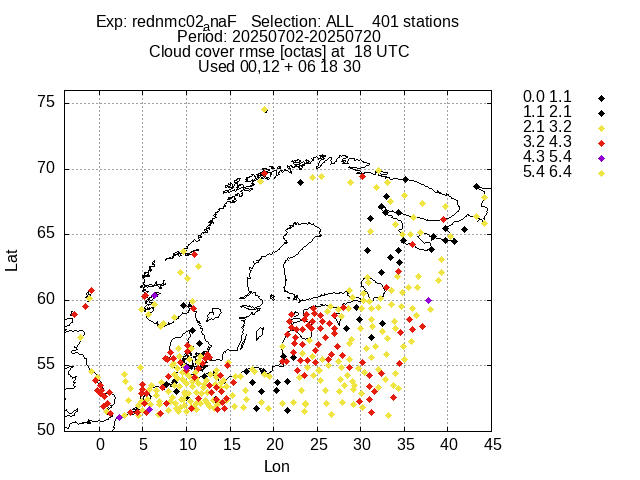 Exp: rednmc02anaF Selection: ALL 401 stations
Period: 20250702-20250720
Cloud cover rmse [octas] at 18 UTC
Used 00,12 + 06 18 30
0.0 1.1
1.1 2.1
2.1 3.2
3.2 4.3
4.3 5.4
5.4 6.4
75
70
65
60
55
50
Lat
0 5 10 15 20 25 30 35 40 45
Lon